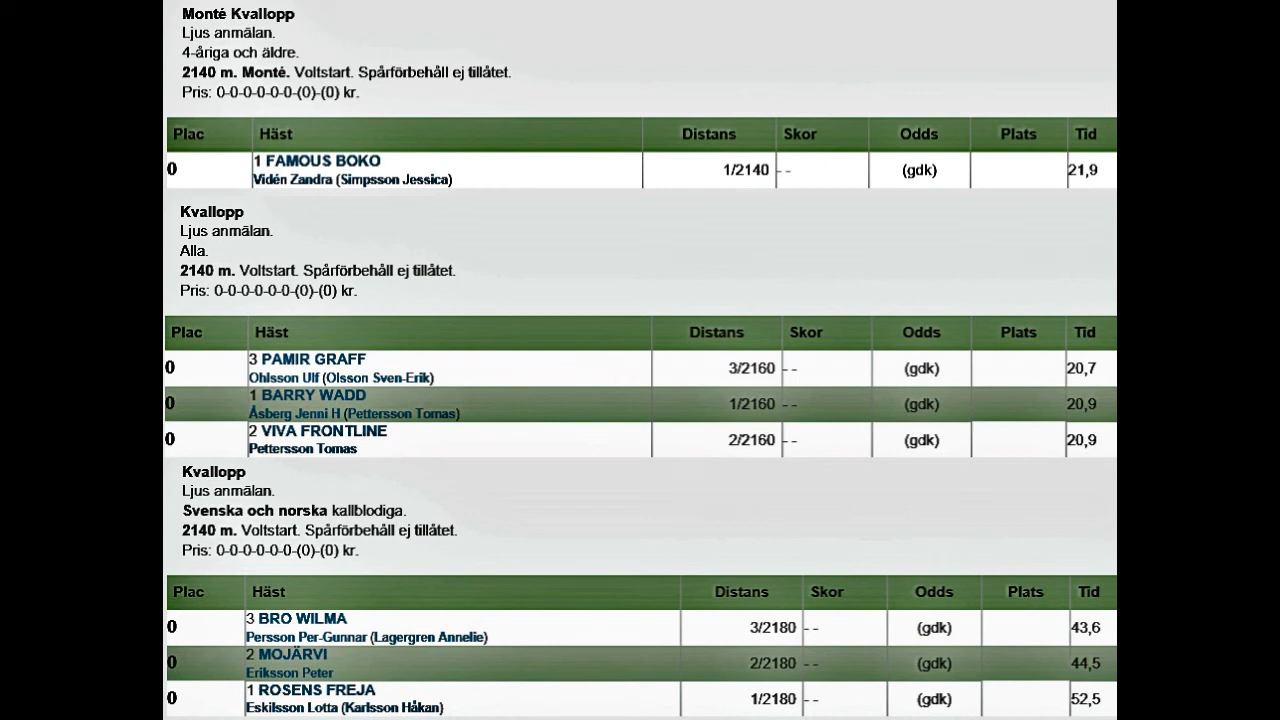 Monté Kvallopp
Ljus anmälan.
4-åriga och äldre.
2140 m. Monté. Voltstart. Spårförbehåll ej tillåtet.
Pris: 0-0-0-0-0-0-(0)-(0) kr.
Plac Häst Distans Skor Odds Plats Tid
0 1 FAMOUS BOKO 1/2140 - - (gdk) 21,9
Vidén Zandra (Simpsson Jessica)
Kvallopp
Ljus anmälan.
Alla.
2140 m. Voltstart. Spårförbehåll ej tillåtet.
Pris: 0-0-0-0-0-0-(0)-(0) kr.
Plac Häst Distans Skor Odds Plats Tid
0 3 PAMIR GRAFF 3/2160 - - (gdk) 20,7
Ohlsson Ulf (Olsson Sven-Erik)
0 1 BARRY WADD 1/2160 - - (gdk) 20,9
Åsberg Jenni H (Pettersson Tomas)
0 2 VIVA FRONTLINE 2/2160 - - (gdk) 20,9
Pettersson Tomas
Kvallopp
Ljus anmälan.
Svenska och norska kallblodiga.
2140 m. Voltstart. Spårförbehåll ej tillåtet.
Pris: 0-0-0-0-0-0-(0)-(0) kr.
Plac Häst Distans Skor Odds Plats Tid
0 3 BRO WILMA 3/2180 - - (gdk) 43,6
Persson Per-Gunnar (Lagergren Annelie)
0 2 MOJÄRVI 2/2180 - - (gdk) 44,5
Eriksson Peter
0 1 ROSENS FREJA 1/2180 - - (gdk) 52,5
Eskilsson Lotta (Karlsson Håkan)